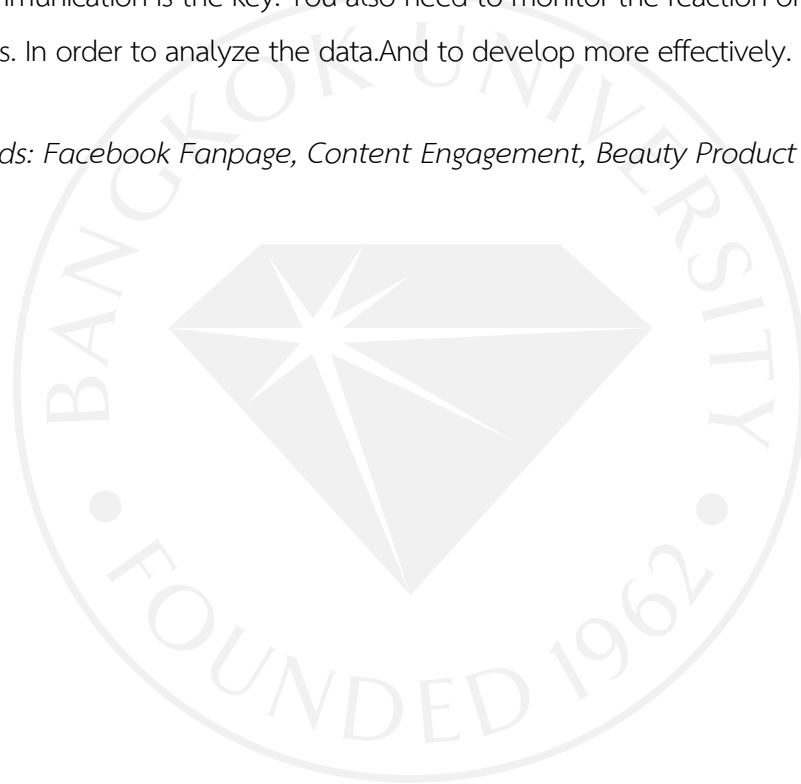 mmunication is the key. You also need to monitor the reaction of
s. In order to analyze the data.And to develop more effectively.
ds: Facebook Fanpage, Content Engagement, Beauty Product
BANGKOK UNIVERSITY
FOUNDED 1962